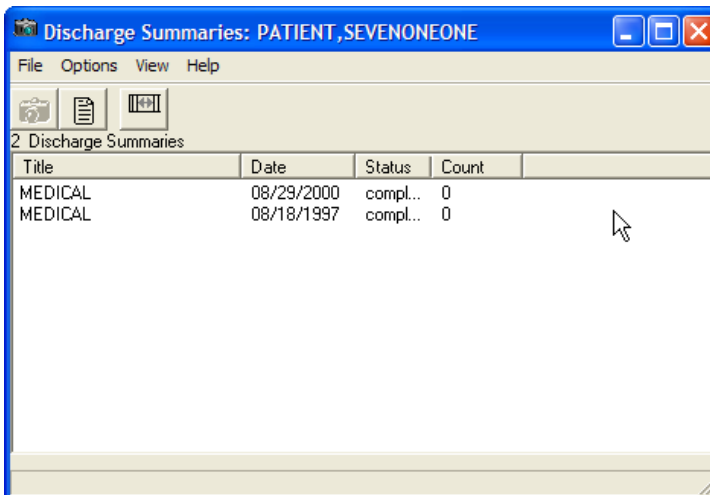 Discharge Summaries: PATIENT,SEVENONEONE
File Options View Help
2 Discharge Summaries
Title Date Status Count
MEDICAL 08/29/2000 compl... 0
MEDICAL 08/18/1997 compl... 0